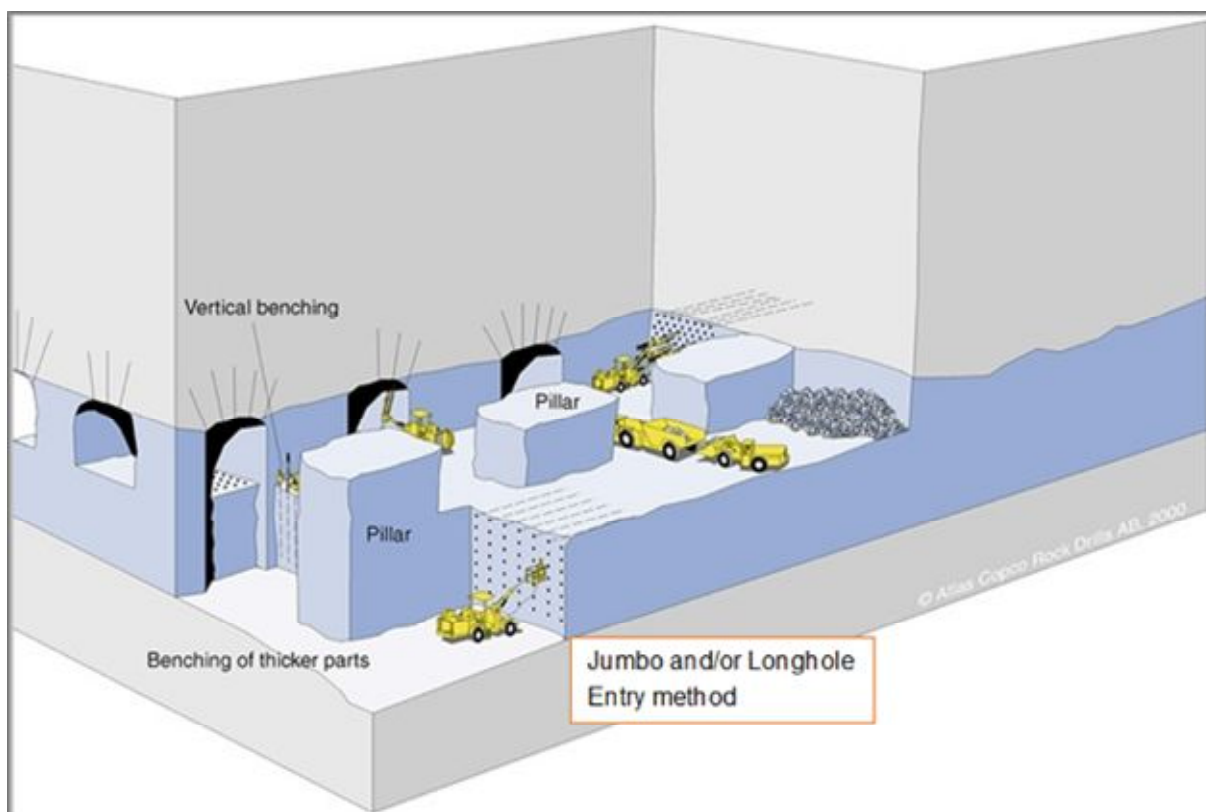 Vertical benching
Pillar
Pillar
Benching of thicker parts
© Atlas Copco Rock Drills AB, 2000
Jumbo and/or Longhole
Entry method